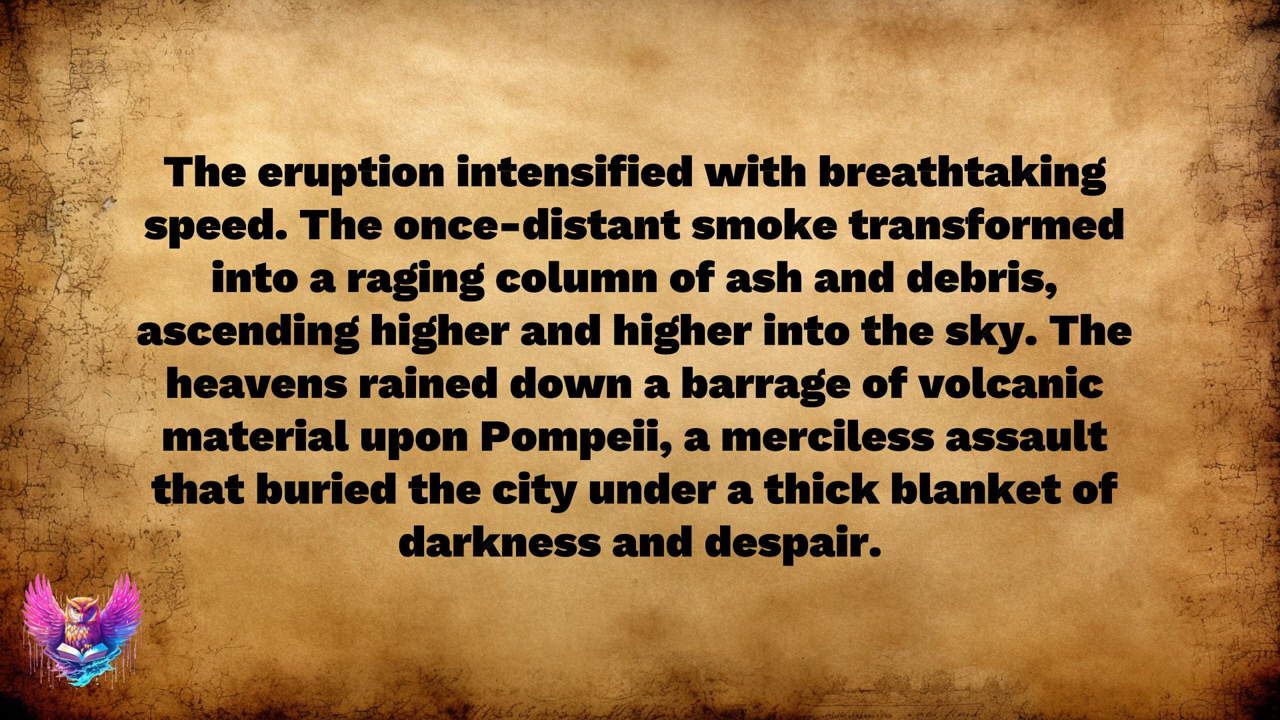 The eruption intensified with breathtaking
speed. The once-distant smoke transformed
into a raging column of ash and debris,
ascending higher and higher into the sky. The
heavens rained down a barrage of volcanic
material upon Pompeii, a merciless assault
that buried the city under a thick blanket of
darkness and despair.